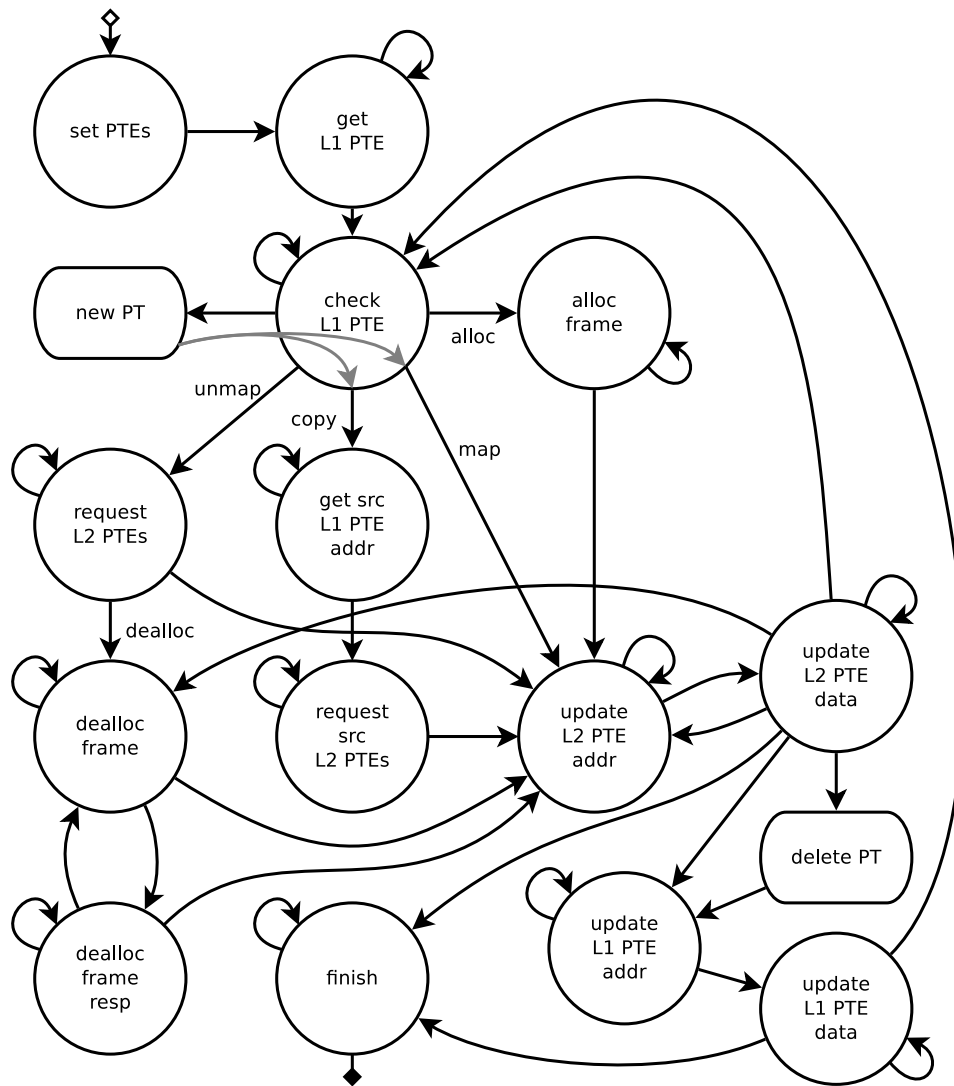 set PTEs
get
L1 PTE
new PT
check
L1 PTE
alloc
alloc
frame
unmap
copy
map
request
L2 PTEs
get src
L1 PTE
addr
dealloc
dealloc
frame
request
src
L2 PTEs
update
L2 PTE
addr
update
L2 PTE
data
delete PT
dealloc
frame
resp
finish
update
L1 PTE
addr
update
L1 PTE
data